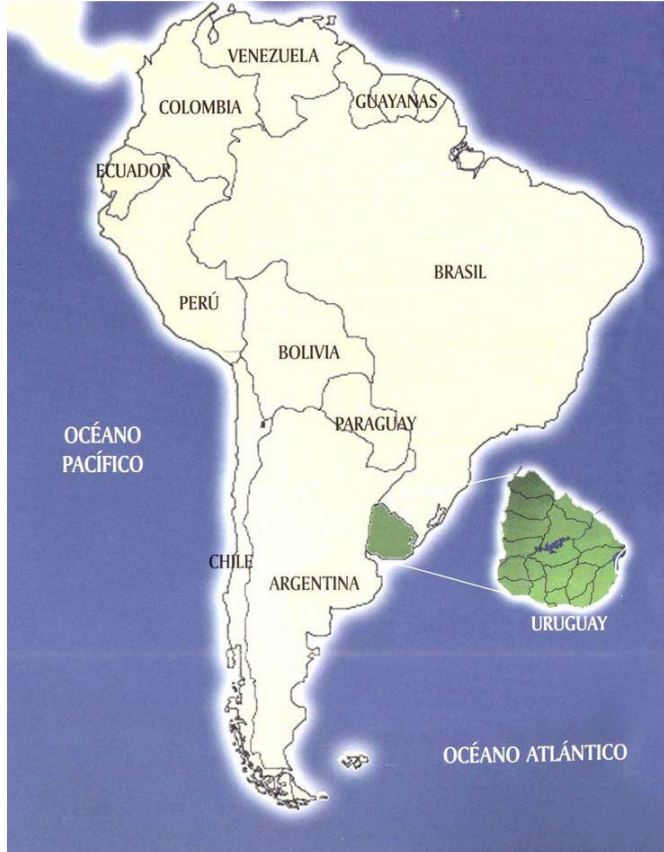 VENEZUELA
COLOMBIA
GUAYANAS
ECUADOR
BRASIL
PERÚ
BOLIVIA
PARAGUAY
OCÉANO
PACÍFICO
CHILE
ARGENTINA
URUGUAY
OCÉANO ATLÁNTICO